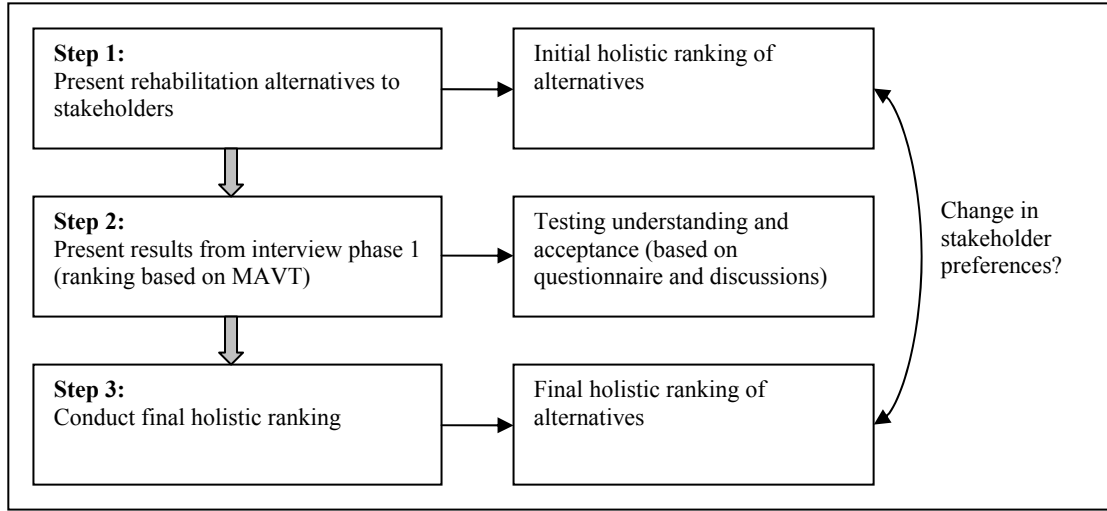 Step 1:
Present rehabilitation alternatives to
stakeholders
Initial holistic ranking of
alternatives
Step 2:
Present results from interview phase 1
(ranking based on MAVT)
Testing understanding and
acceptance (based on
questionnaire and discussions)
Change in
stakeholder
preferences?
Step 3:
Conduct final holistic ranking
Final holistic ranking of
alternatives